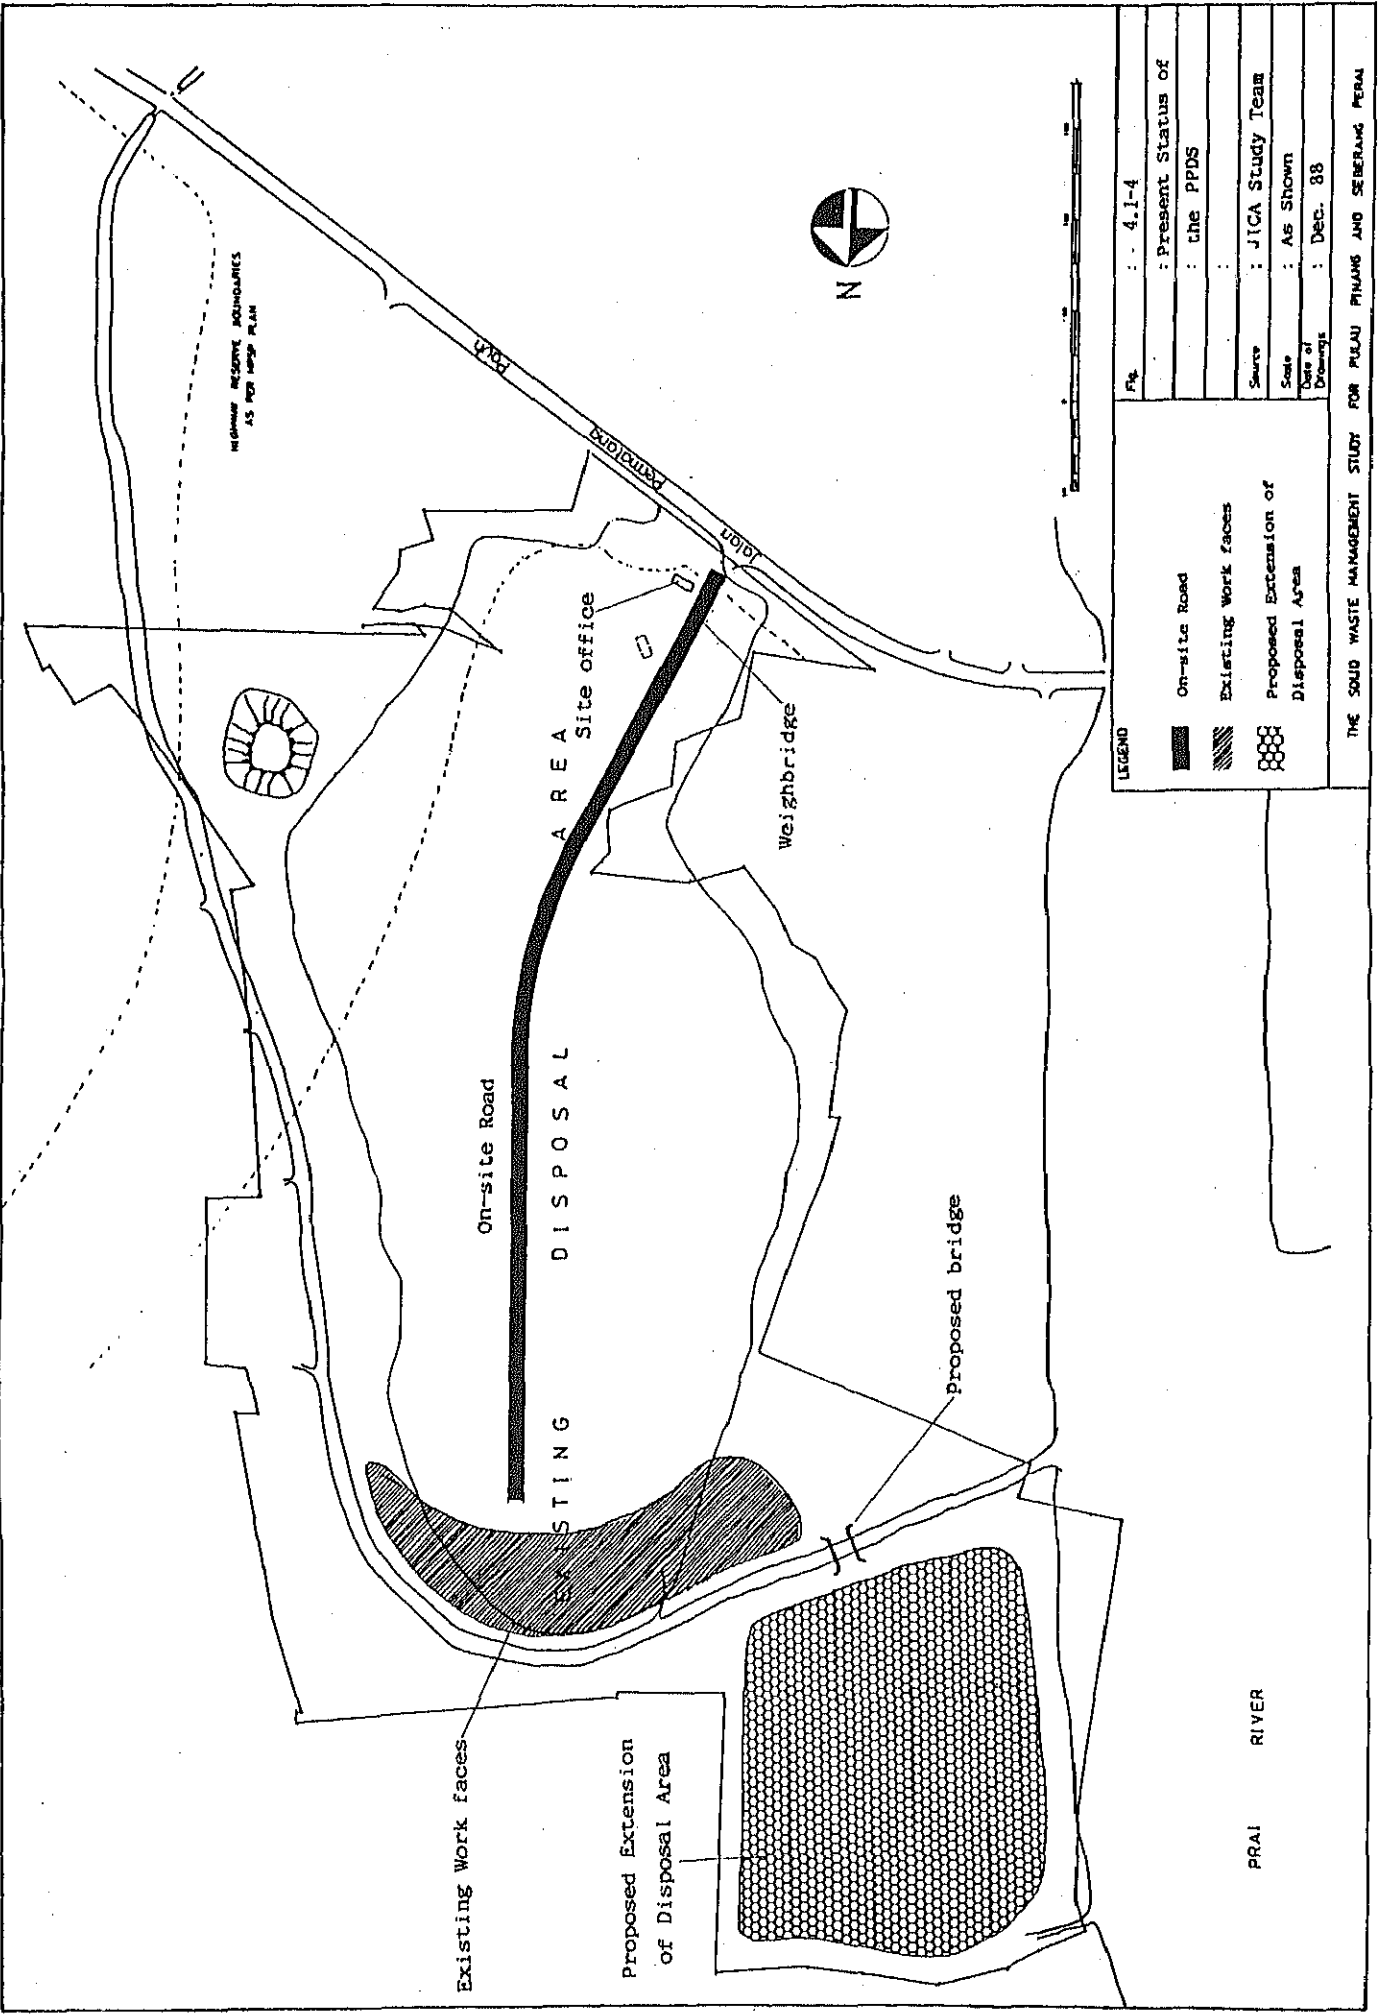 HIGHWAY RESERVE BOUNDARIES
AS PER MPSP PLAN
Jalan Permatang Pauh
Site office
Weighbridge
On-site Road
EXISTING DISPOSAL AREA
Proposed bridge
Existing Work faces
Proposed Extension
of Disposal Area
PRAI RIVER
N
LEGEND
On-site Road
Existing Work faces
Proposed Extension of
Disposal Area
Fig. : 4.1-4
: Present Status of
: the PPDS
:
Source : JICA Study Team
Scale : As Shown
Date of
Drawings : Dec. 88
THE SOLID WASTE MANAGEMENT STUDY FOR PULAU PINANG AND SEBERANG PERAI